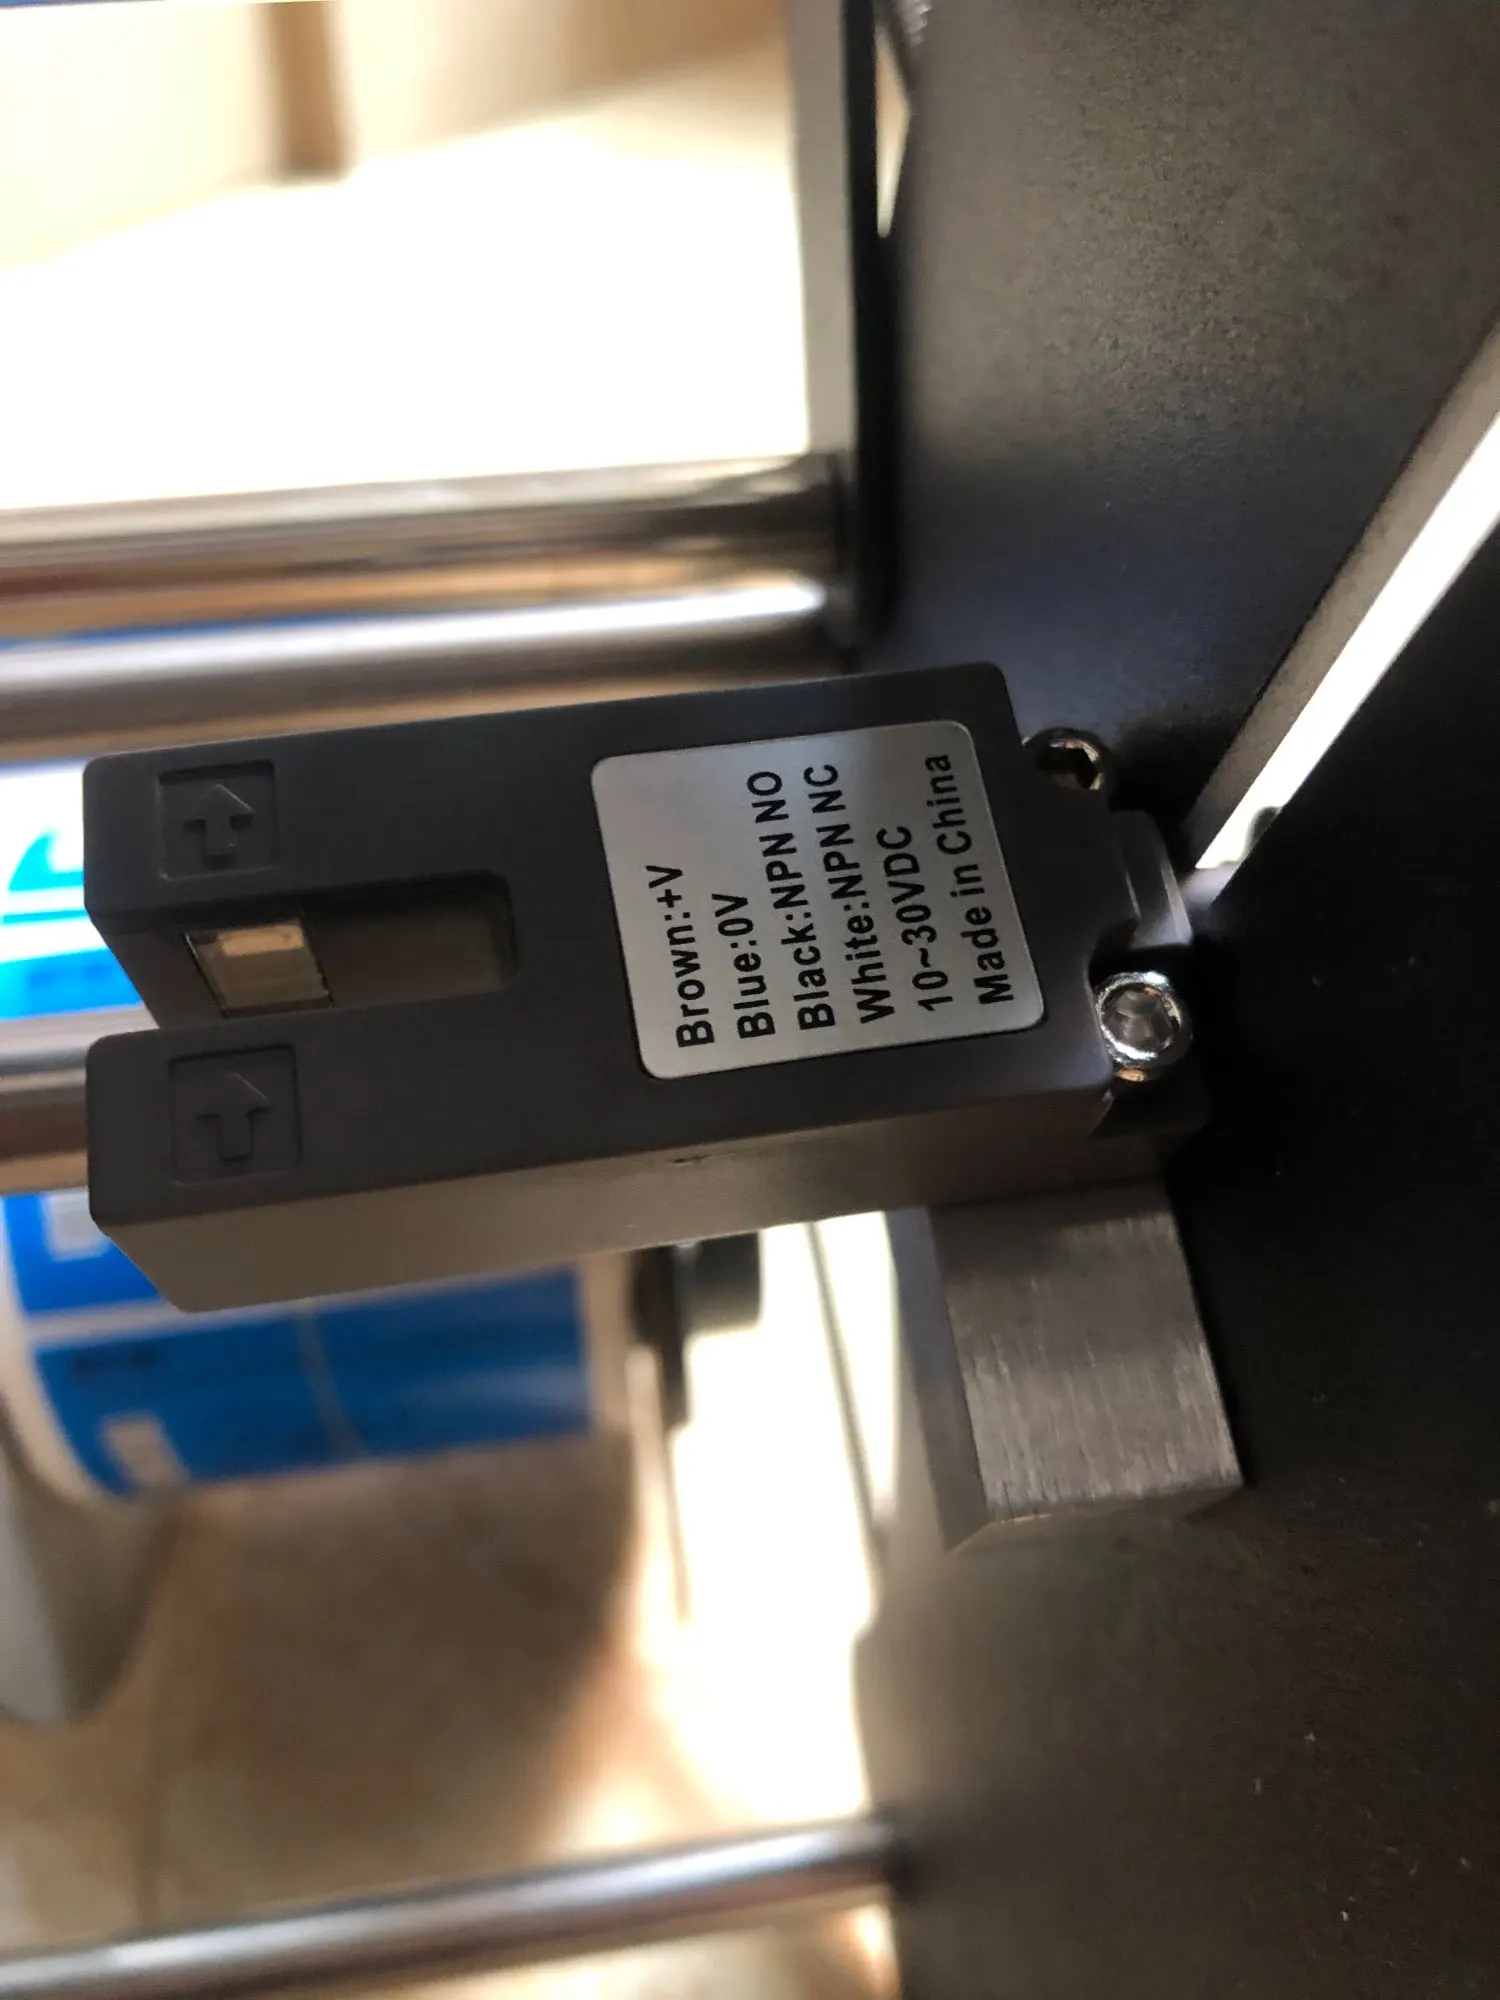 Brown:+V
Blue:0V
Black:NPN NO
White:NPN NC
10~30VDC
Made in China